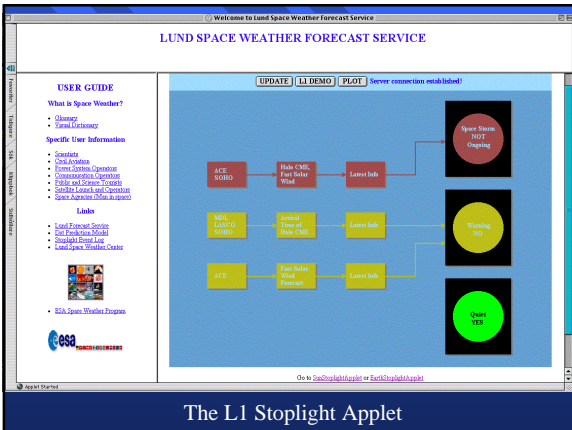 Welcome to Lund Space Weather Forecast Service
LUND SPACE WEATHER FORECAST SERVICE
Favoriter
Tidigare
Sök
Klippbok
Sidhållare
USER GUIDE
What is Space Weather?
Glossary
Visual Dictionary
Specific User Information
Scientists
Civil Aviation
Power System Operators
Communication Operators
Public and Science Tourists
Satellite Launch and Operators
Space Agencies (Man in space)
Links
Lund Forecast Service
Dst Prediction Model
Stoplight Event Log
Lund Space Weather Center
ESA Space Weather Program
esa
UPDATE L1 DEMO PLOT Server connection established!
Space Storm
NOT
Ongoing
ACE
SOHO
Halo CME,
Fast Solar
Wind
Latest Info
MDI,
LASCO
SOHO
Arrival
Time of
Halo CME
Latest Info
Warning
NO
ACE
Fast Solar
Wind
Forecast
Latest Info
Quiet
YES
Go to SunStoplightApplet or EarthStoplightApplet
Applet Started
The L1 Stoplight Applet